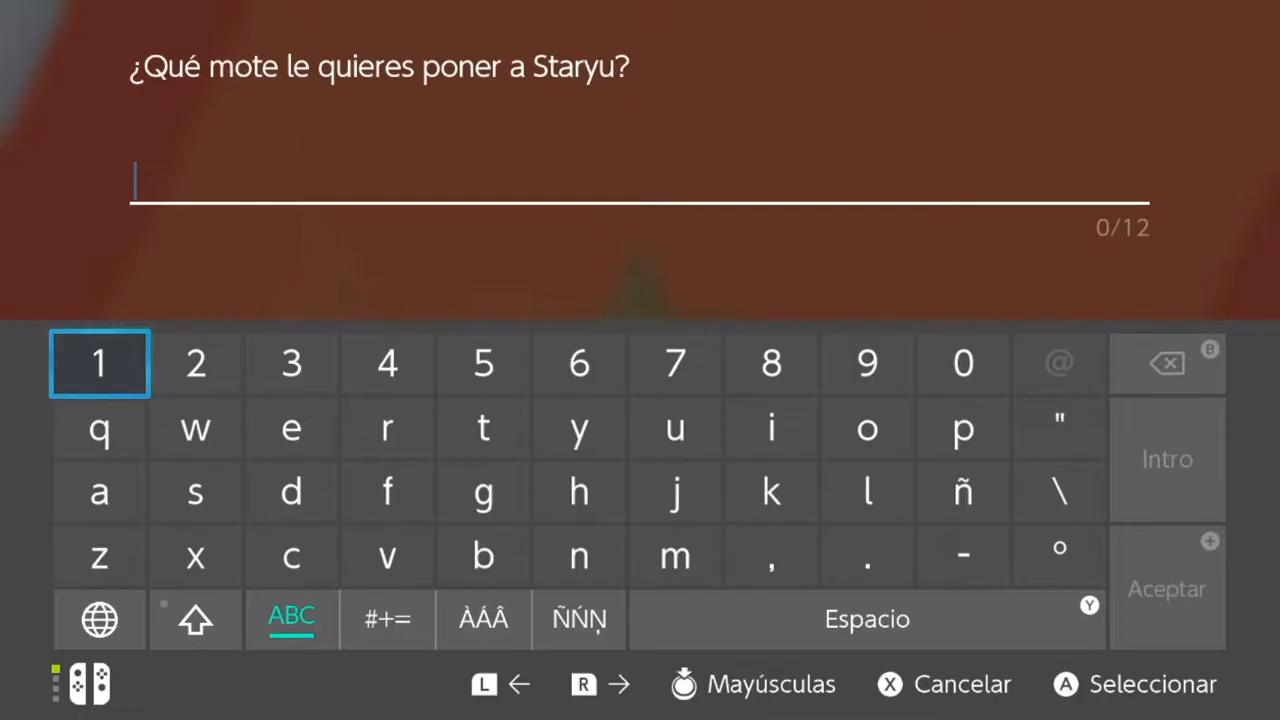 ¿Qué mote le quieres poner a Staryu?
0/12
1 2 3 4 5 6 7 8 9 0 @ B
q w e r t y u i o p " Intro
a s d f g h j k l ñ \
z x c v b n m , . - º + Aceptar
ABC #+= ÀÁÂ ÑŃŅ Espacio Y
L ← R → Mayúsculas X Cancelar A Seleccionar